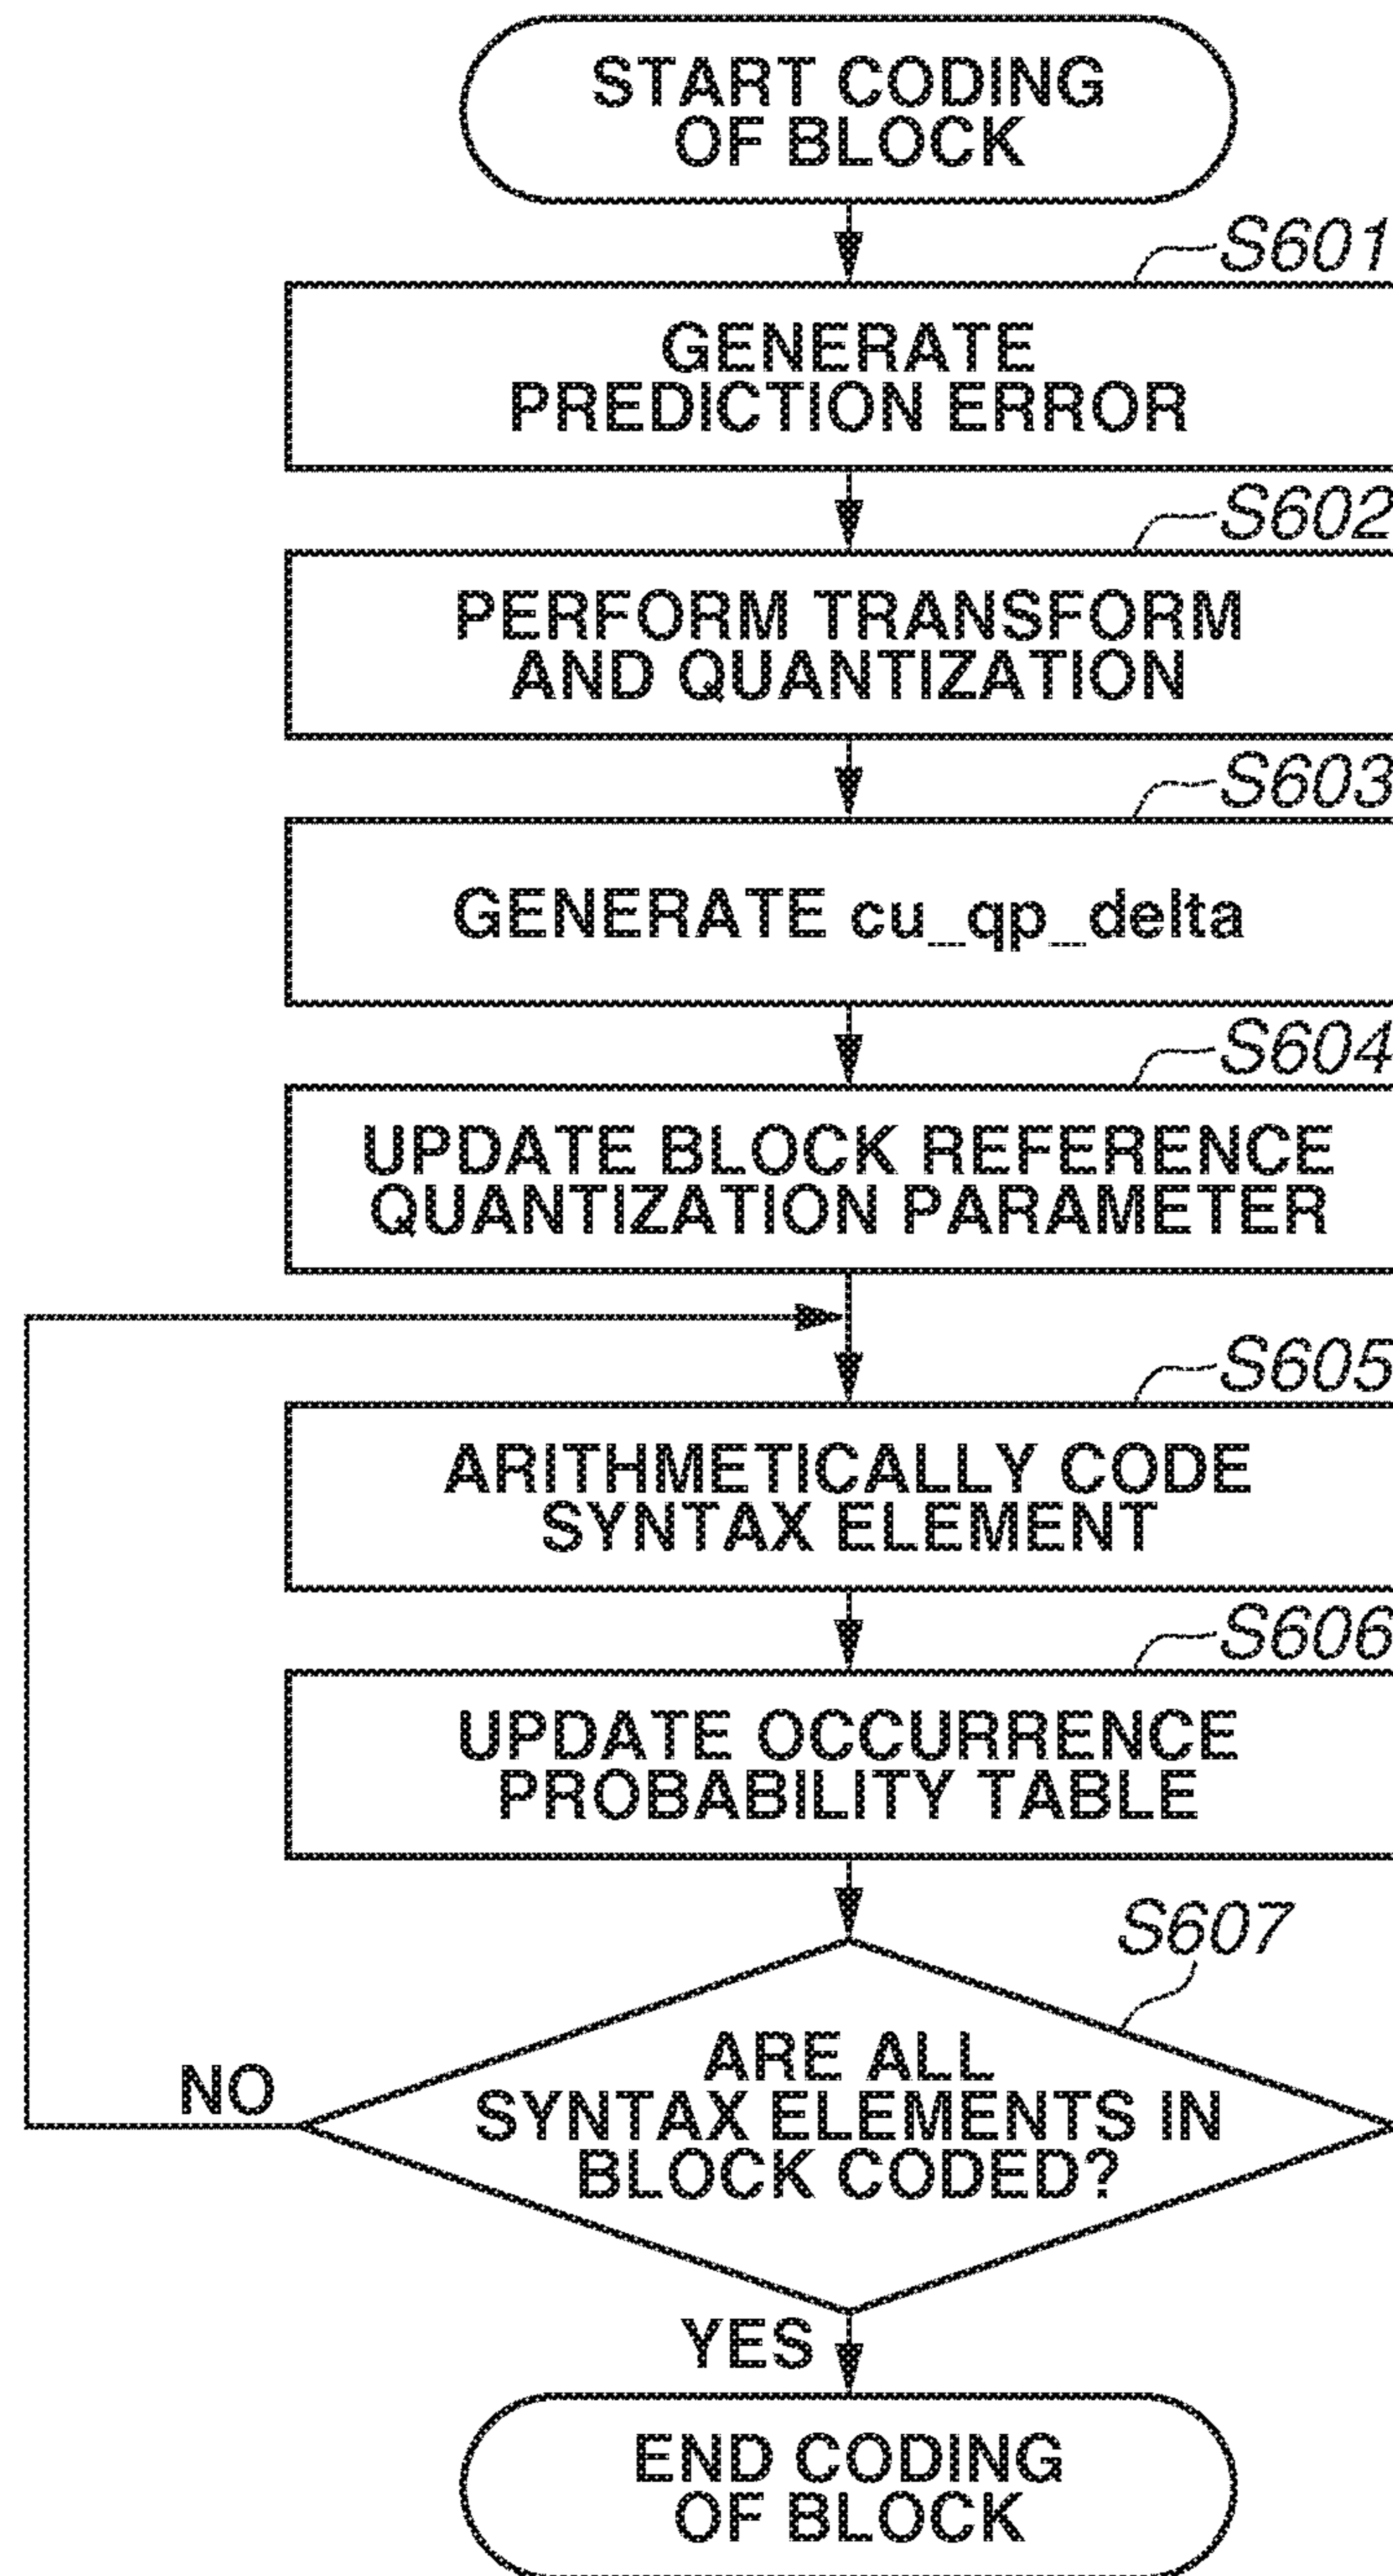 START CODING
OF BLOCK
S601
GENERATE
PREDICTION ERROR
S602
PERFORM TRANSFORM
AND QUANTIZATION
S603
GENERATE cu_qp_delta
S604
UPDATE BLOCK REFERENCE
QUANTIZATION PARAMETER
S605
ARITHMETICALLY CODE
SYNTAX ELEMENT
S606
UPDATE OCCURRENCE
PROBABILITY TABLE
S607
ARE ALL
SYNTAX ELEMENTS IN
BLOCK CODED?
NO
YES
END CODING
OF BLOCK